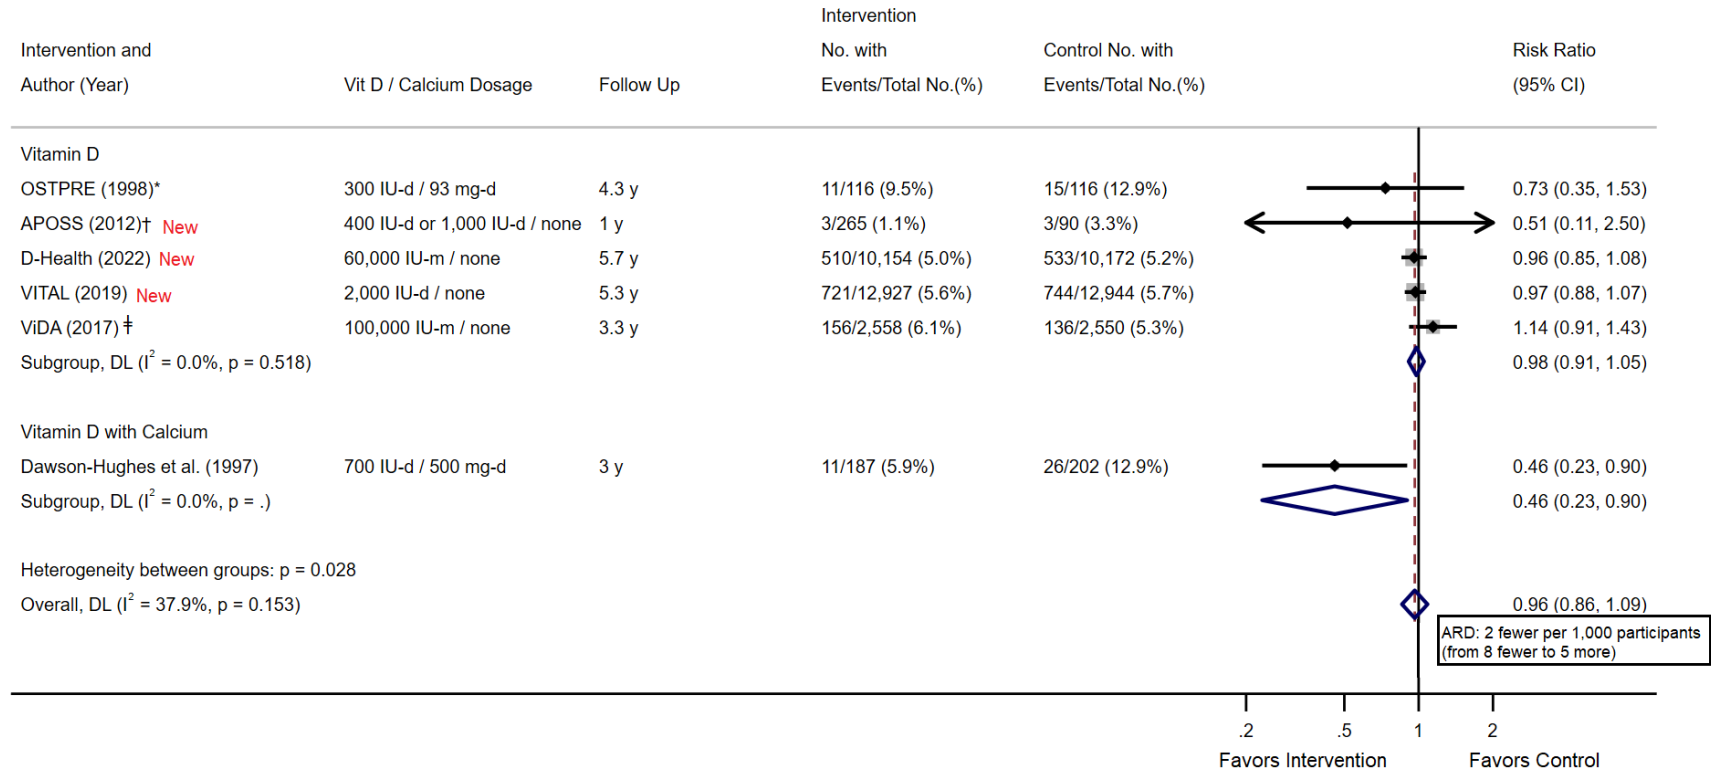 Intervention
Intervention and No. with Control No. with Risk Ratio
Author (Year) Vit D / Calcium Dosage Follow Up Events/Total No.(%) Events/Total No.(%) (95% CI)
Vitamin D
OSTPRE (1998)* 300 IU-d / 93 mg-d 4.3 y 11/116 (9.5%) 15/116 (12.9%) 0.73 (0.35, 1.53)
APOSS (2012)† New 400 IU-d or 1,000 IU-d / none 1 y 3/265 (1.1%) 3/90 (3.3%) 0.51 (0.11, 2.50)
D-Health (2022) New 60,000 IU-m / none 5.7 y 510/10,154 (5.0%) 533/10,172 (5.2%) 0.96 (0.85, 1.08)
VITAL (2019) New 2,000 IU-d / none 5.3 y 721/12,927 (5.6%) 744/12,944 (5.7%) 0.97 (0.88, 1.07)
ViDA (2017) ‡ 100,000 IU-m / none 3.3 y 156/2,558 (6.1%) 136/2,550 (5.3%) 1.14 (0.91, 1.43)
Subgroup, DL (I² = 0.0%, p = 0.518) 0.98 (0.91, 1.05)
Vitamin D with Calcium
Dawson-Hughes et al. (1997) 700 IU-d / 500 mg-d 3 y 11/187 (5.9%) 26/202 (12.9%) 0.46 (0.23, 0.90)
Subgroup, DL (I² = 0.0%, p = .) 0.46 (0.23, 0.90)
Heterogeneity between groups: p = 0.028
Overall, DL (I² = 37.9%, p = 0.153) 0.96 (0.86, 1.09)
ARD: 2 fewer per 1,000 participants
(from 8 fewer to 5 more)
.2 .5 1 2
Favors Intervention Favors Control